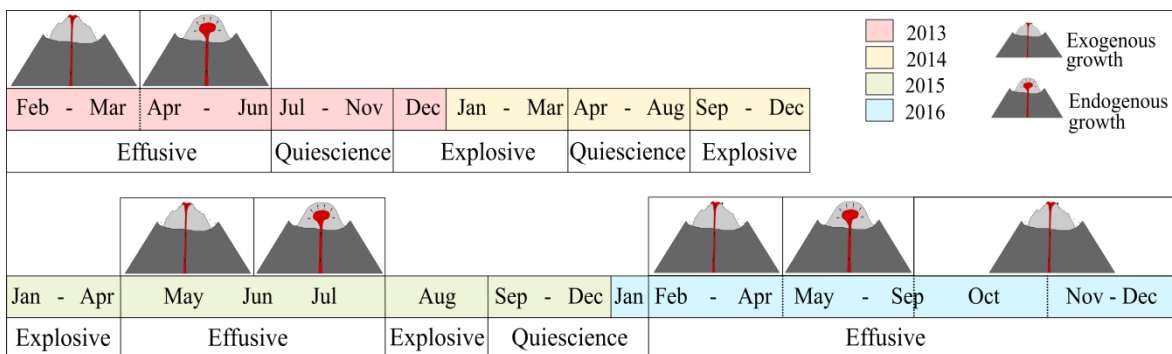 2013
2014
2015
2016
Exogenous
growth
Endogenous
growth
Feb - Mar Apr - Jun Jul - Nov Dec Jan - Mar Apr - Aug Sep - Dec
Effusive Quiescience Explosive Quiescience Explosive
Jan - Apr May Jun Jul Aug Sep - Dec Jan Feb - Apr May - Sep Oct Nov - Dec
Explosive Effusive Explosive Quiescience Effusive